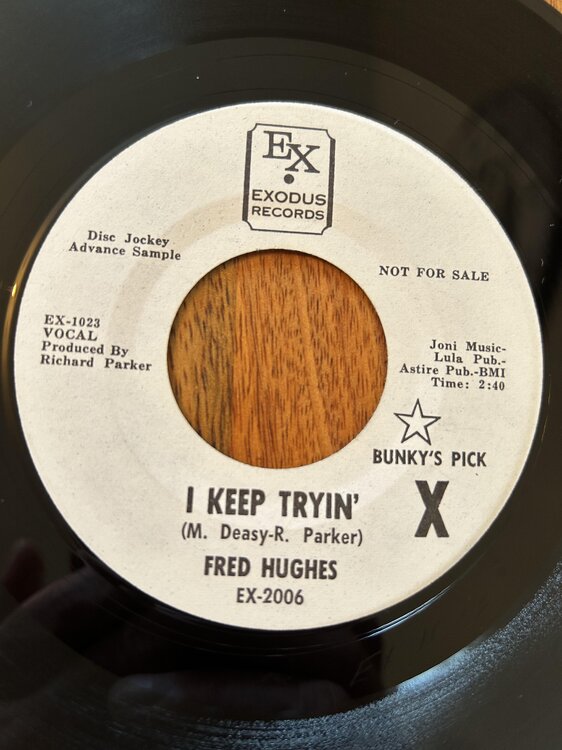 EX
EXODUS
RECORDS
Disc Jockey
Advance Sample
NOT FOR SALE
EX-1023
VOCAL
Produced By
Richard Parker
Joni Music-
Lula Pub.-
Astire Pub.-BMI
Time: 2:40
BUNKY'S PICK
X
I KEEP TRYIN'
(M. Deasy-R. Parker)
FRED HUGHES
EX-2006